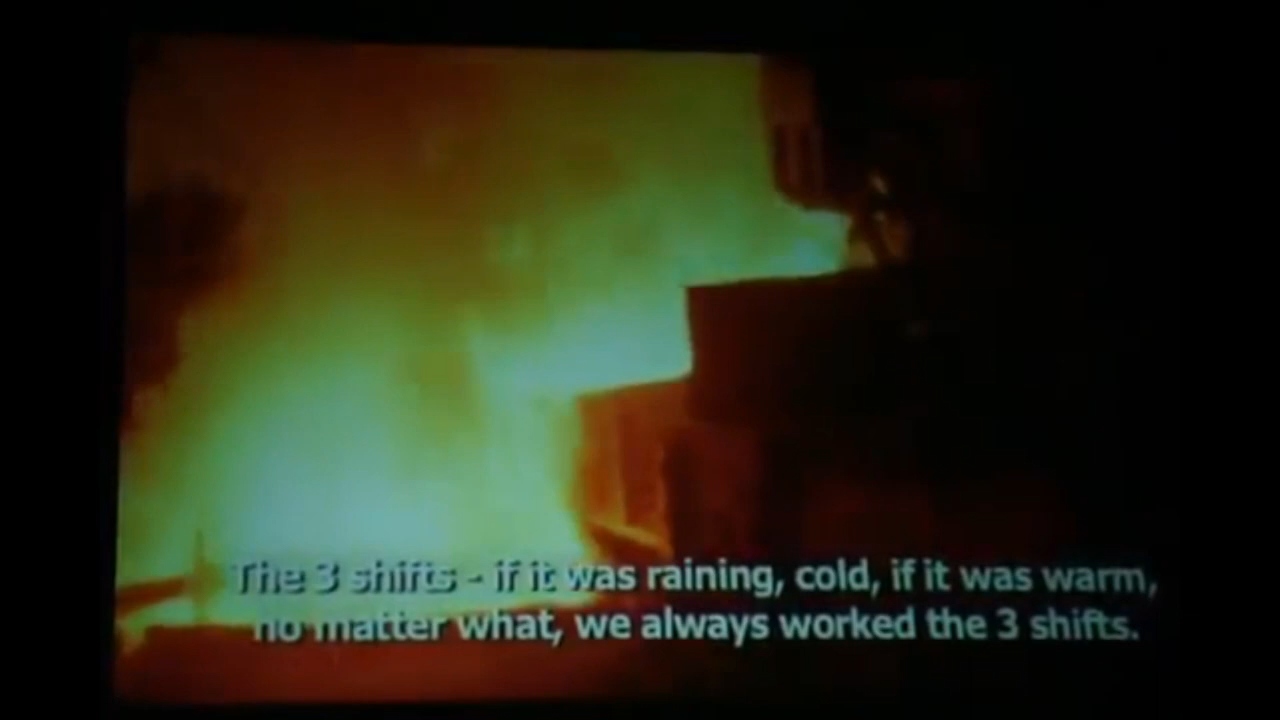 The 3 shifts - if it was raining, cold, if it was warm,
no matter what, we always worked the 3 shifts.